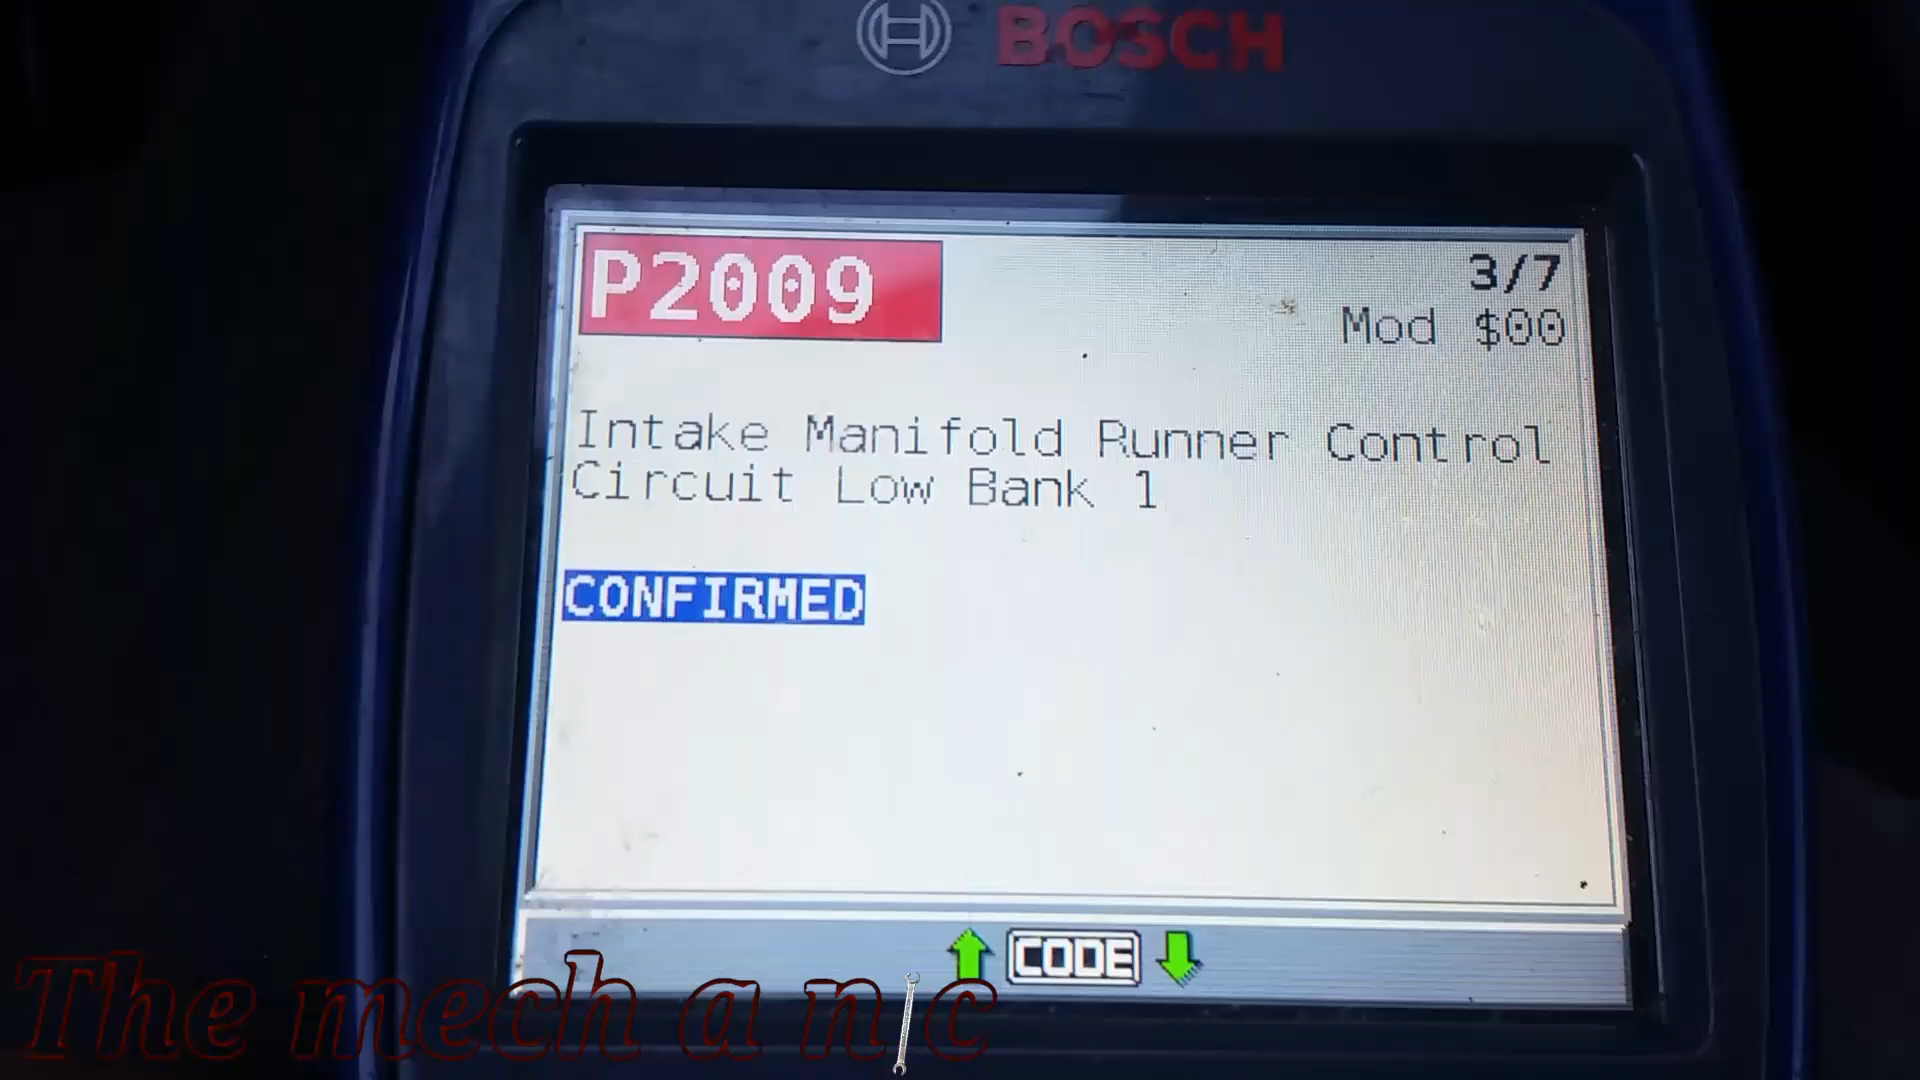 BOSCH
P2009
3/7
Mod $00
Intake Manifold Runner Control
Circuit Low Bank 1
CONFIRMED
CODE
The mechanic